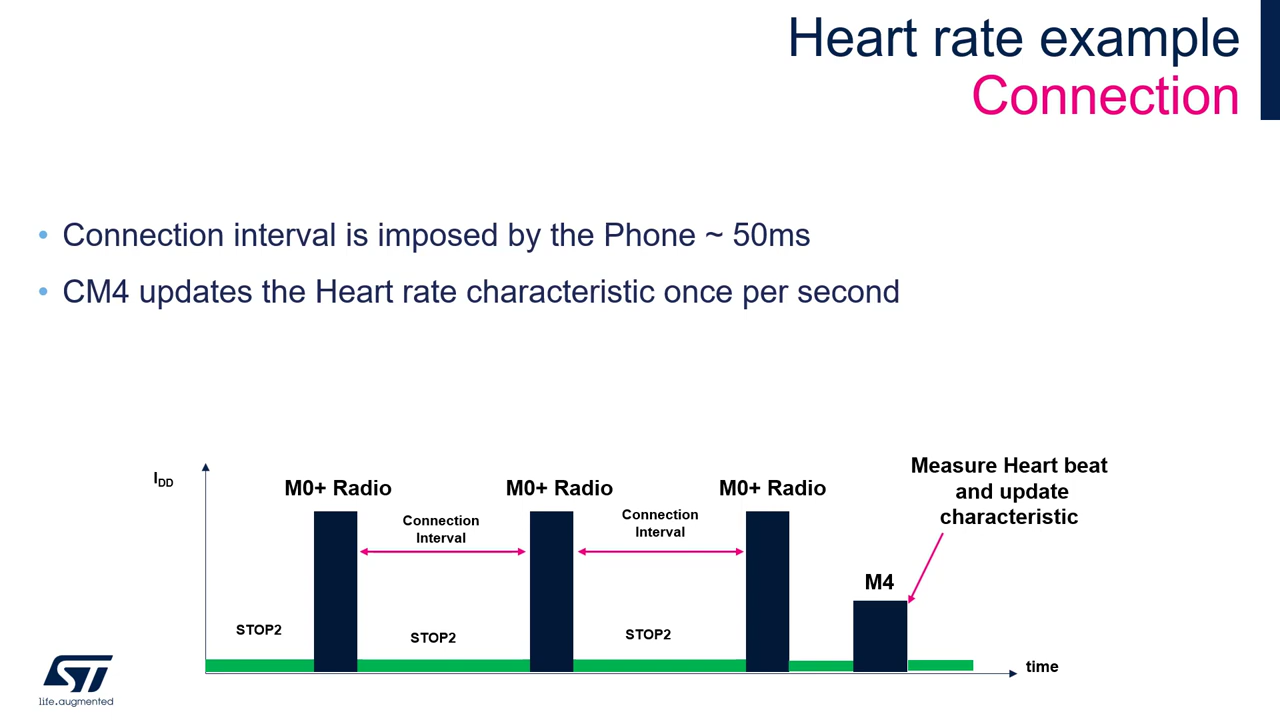 Heart rate example
Connection
• Connection interval is imposed by the Phone ~ 50ms
• CM4 updates the Heart rate characteristic once per second
IDD
M0+ Radio
M0+ Radio
M0+ Radio
Measure Heart beat
and update
characteristic
Connection
Interval
Connection
Interval
M4
STOP2
STOP2
STOP2
time
ST
life.augmented